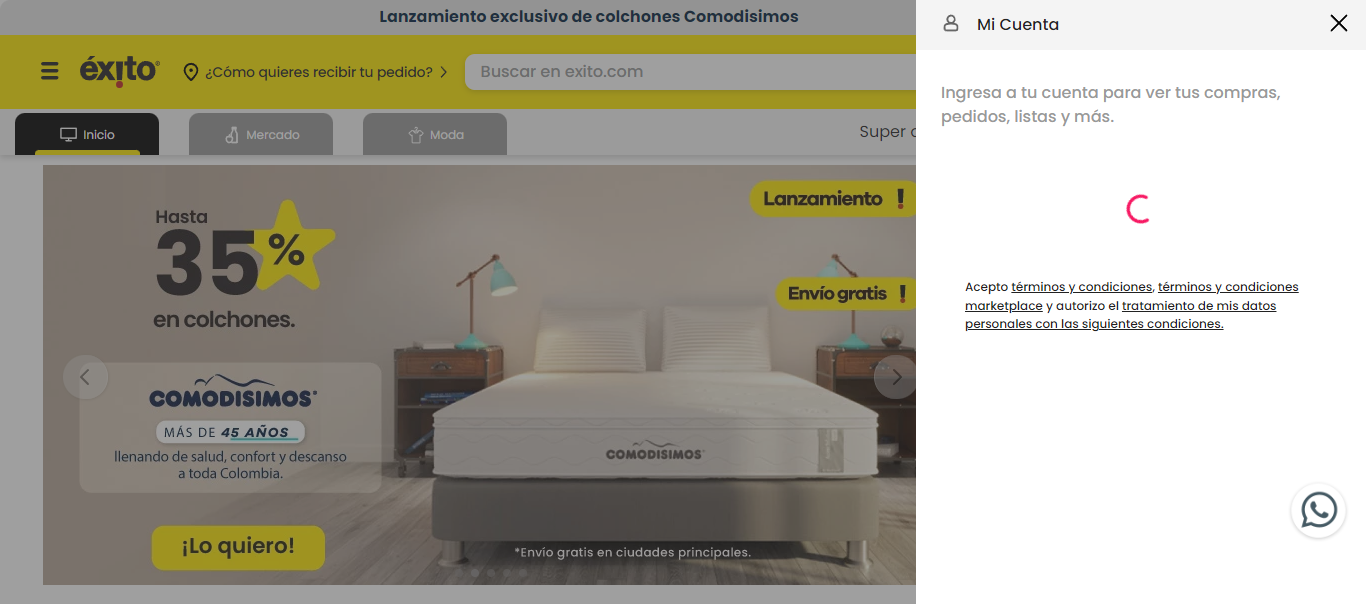 Lanzamiento exclusivo de colchones Comodisimos
Mi Cuenta
éxito
¿Cómo quieres recibir tu pedido?
Buscar en exito.com
Inicio
Mercado
Moda
Super
Ingresa a tu cuenta para ver tus compras,
pedidos, listas y más.
Lanzamiento !
Hasta
35%
en colchones.
Envío gratis !
COMODISIMOS
MÁS DE 45 AÑOS
llenando de salud, confort y descanso
a toda Colombia.
COMODISIMOS
¡Lo quiero!
*Envío gratis en ciudades principales.
Acepto términos y condiciones, términos y condiciones
marketplace y autorizo el tratamiento de mis datos
personales con las siguientes condiciones.